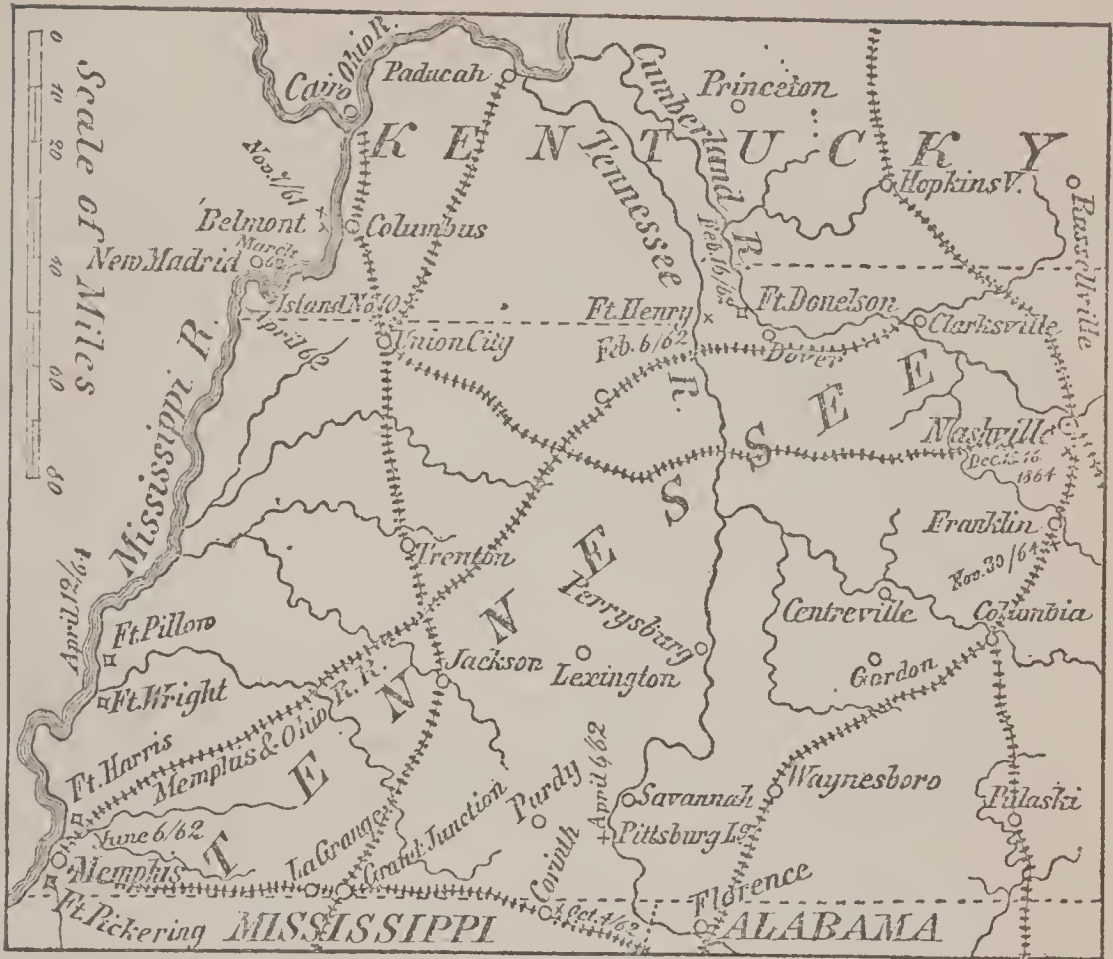 0
10
20
40
60
80
Scale of Miles
Cairo
Ohio R.
Paducah
Cumberland
R.
Princeton
KENTUCKY
Nov. 7/61
Belmont
Columbus
Tennessee
R.
Hopkins V.
Russellville
March
62
New Madrid
Island No. 10
April 62
Feb. 16/62
Ft. Henry
Ft. Donelson
Feb. 6/62
Dover
Clarksville
Union City
Mississippi R.
TENNESSEE
Nashville
Dec. 15.16
1864
Franklin
Nov. 30/64
Trenton
Perrysburg
Centreville
Columbia
April 12/64
Ft. Pillow
Ft. Wright
Jackson
Lexington
Gordon
Ft. Harris
Memphis & Ohio R. R.
Purdy
April 6/62
Savannah
Pittsburg Lg.
Waynesboro
Pulaski
June 6/62
Memphis
La Grange
Grand Junction
Corinth
Oct. 4/62
Florence
Ft. Pickering
MISSISSIPPI
ALABAMA